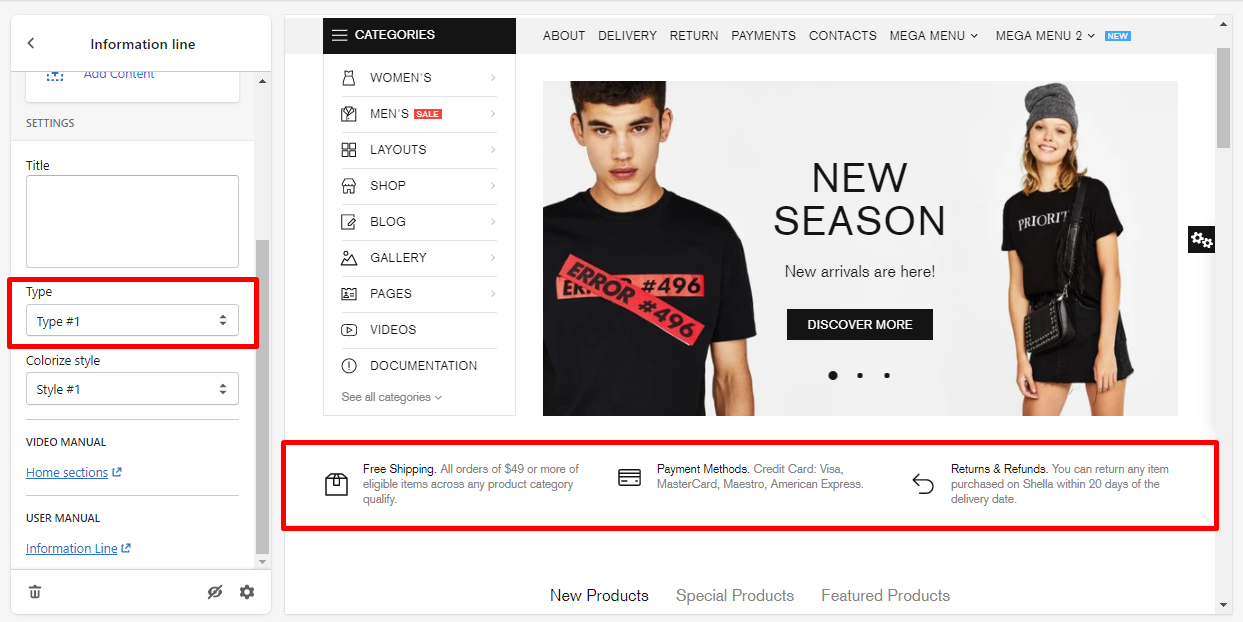 Information line
Add Content
SETTINGS
Title
Type
Type #1
Colorize style
Style #1
VIDEO MANUAL
Home sections
USER MANUAL
Information Line
CATEGORIES
ABOUT DELIVERY RETURN PAYMENTS CONTACTS MEGA MENU MEGA MENU 2 NEW
WOMEN'S
MEN'S SALE
LAYOUTS
SHOP
BLOG
GALLERY
PAGES
VIDEOS
DOCUMENTATION
See all categories
ERROR #496
ERROR #496
NEW
SEASON
New arrivals are here!
DISCOVER MORE
Free Shipping. All orders of $49 or more of
eligible items across any product category
qualify.
Payment Methods. Credit Card: Visa,
MasterCard, Maestro, American Express.
Returns & Refunds. You can return any item
purchased on Shella within 20 days of the
delivery date.
New Products Special Products Featured Products